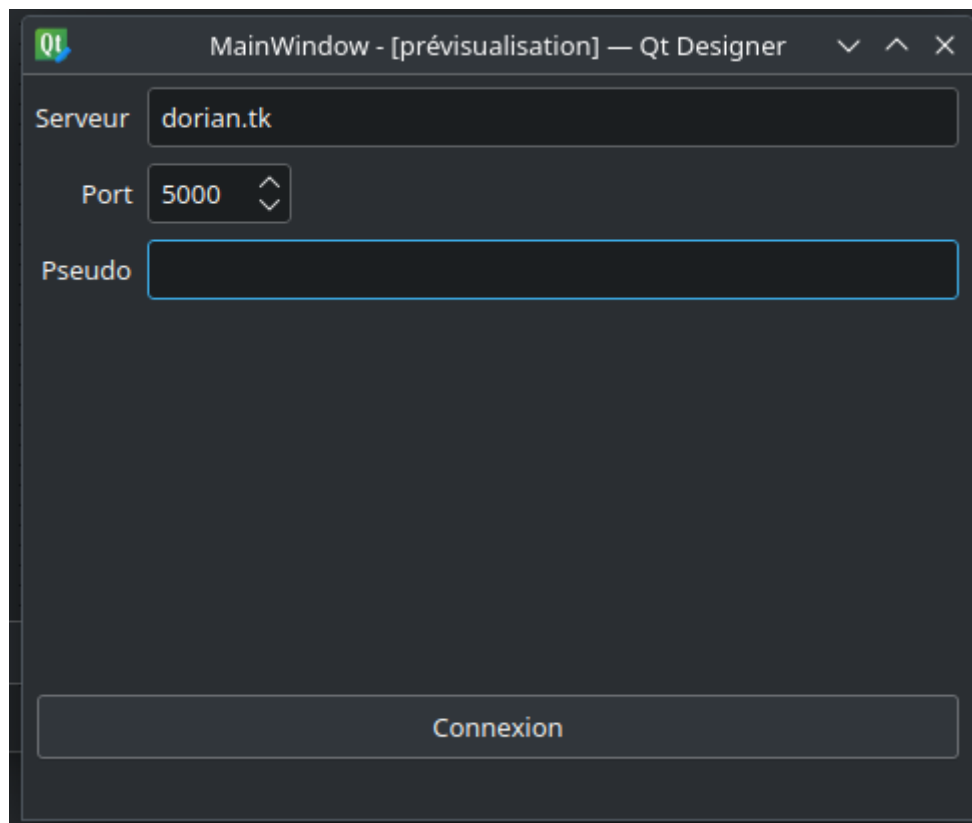 Qt MainWindow - [prévisualisation] — Qt Designer
Serveur dorian.tk
Port 5000
Pseudo
Connexion